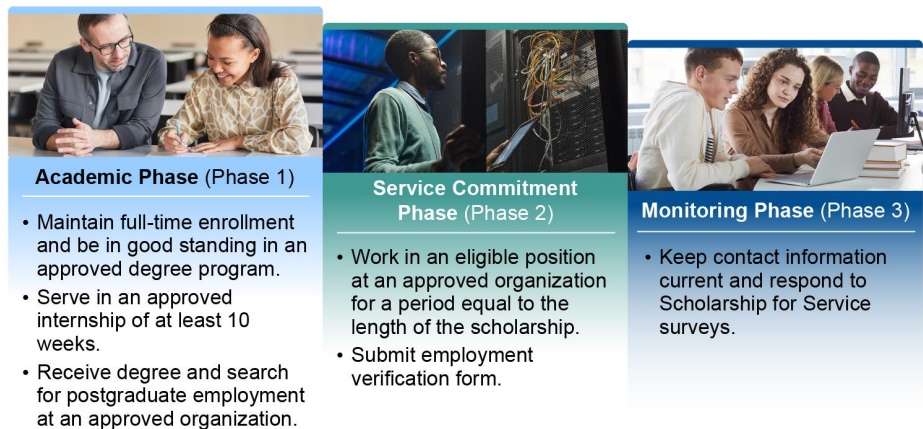 Academic Phase (Phase 1)
• Maintain full-time enrollment
and be in good standing in an
approved degree program.
• Serve in an approved
internship of at least 10
weeks.
• Receive degree and search
for postgraduate employment
at an approved organization.
Service Commitment
Phase (Phase 2)
• Work in an eligible position
at an approved organization
for a period equal to the
length of the scholarship.
• Submit employment
verification form.
Monitoring Phase (Phase 3)
• Keep contact information
current and respond to
Scholarship for Service
surveys.